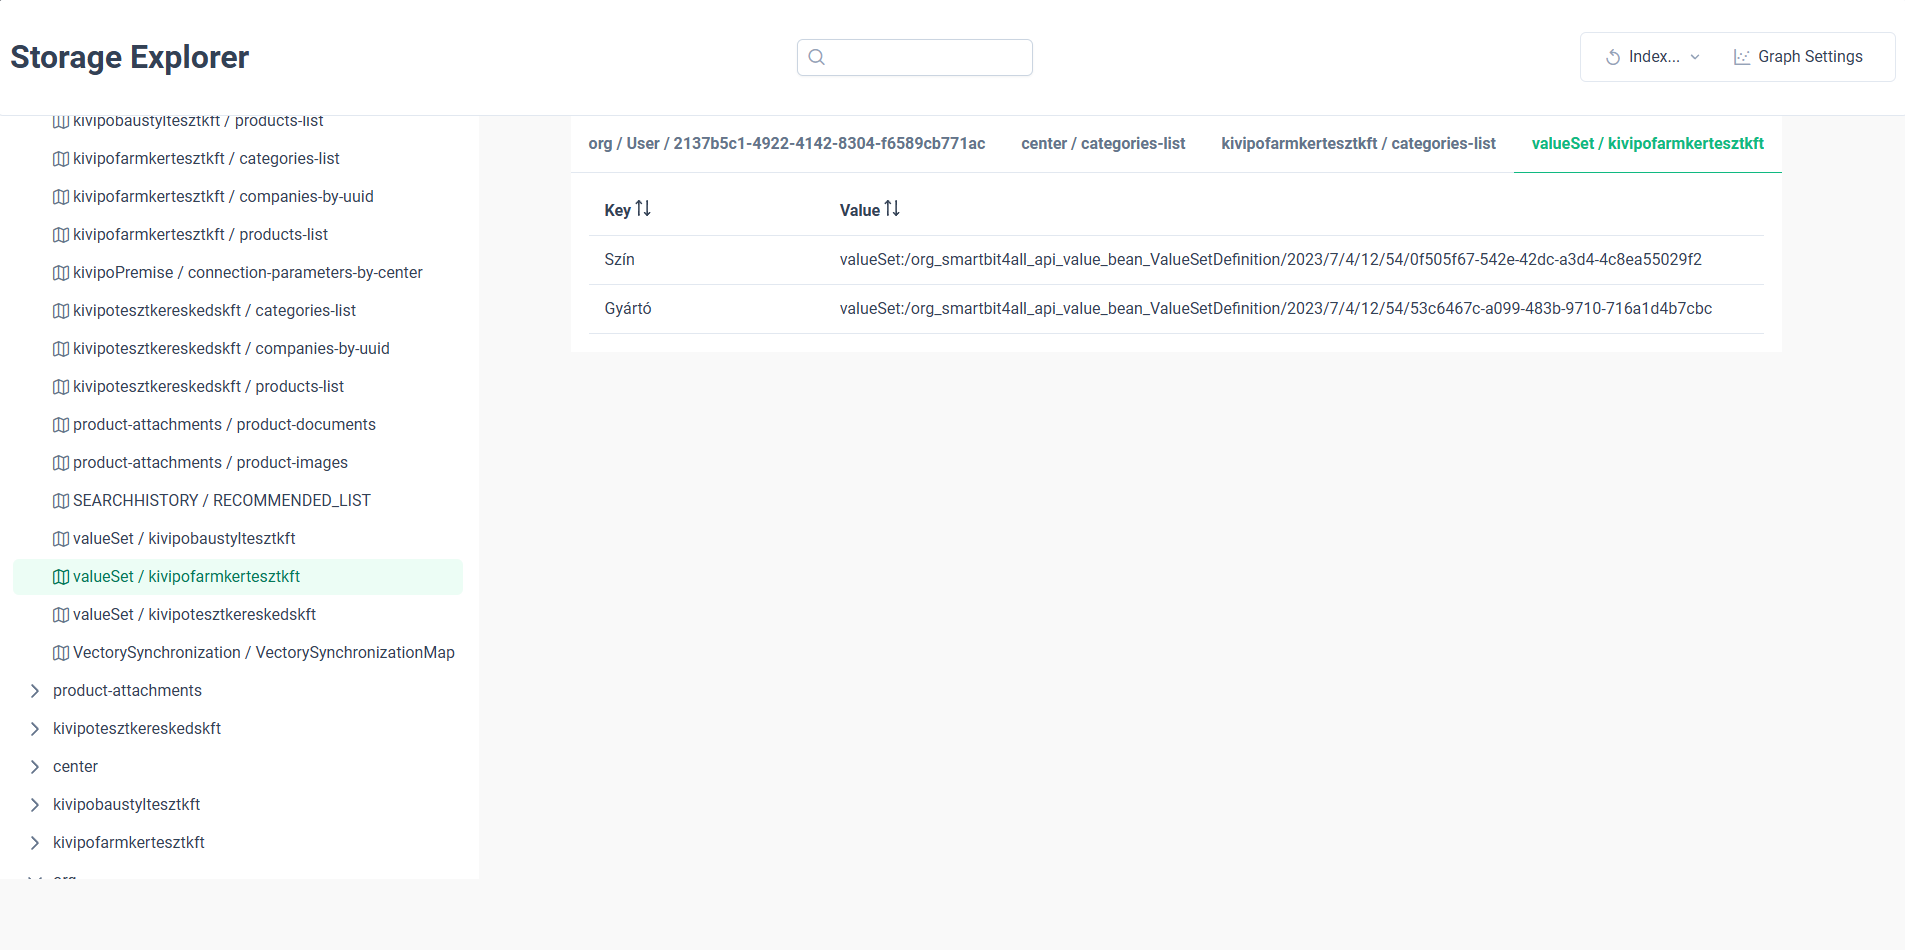 Storage Explorer
Index...
Graph Settings
kivipobaustyltesztkft / products-list
kivipofarmkertesztkft / categories-list
kivipofarmkertesztkft / companies-by-uuid
kivipofarmkertesztkft / products-list
kivipoPremise / connection-parameters-by-center
kivipotesztkereskedskft / categories-list
kivipotesztkereskedskft / companies-by-uuid
kivipotesztkereskedskft / products-list
product-attachments / product-documents
product-attachments / product-images
SEARCHHISTORY / RECOMMENDED_LIST
valueSet / kivipobaustyltesztkft
valueSet / kivipofarmkertesztkft
valueSet / kivipotesztkereskedskft
VectorySynchronization / VectorySynchronizationMap
product-attachments
kivipotesztkereskedskft
center
kivipobaustyltesztkft
kivipofarmkertesztkft
org
org / User / 2137b5c1-4922-4142-8304-f6589cb771ac
center / categories-list
kivipofarmkertesztkft / categories-list
valueSet / kivipofarmkertesztkft
Key
Value
Szín
valueSet:/org_smartbit4all_api_value_bean_ValueSetDefinition/2023/7/4/12/54/0f505f67-542e-42dc-a3d4-4c8ea55029f2
Gyártó
valueSet:/org_smartbit4all_api_value_bean_ValueSetDefinition/2023/7/4/12/54/53c6467c-a099-483b-9710-716a1d4b7cbc